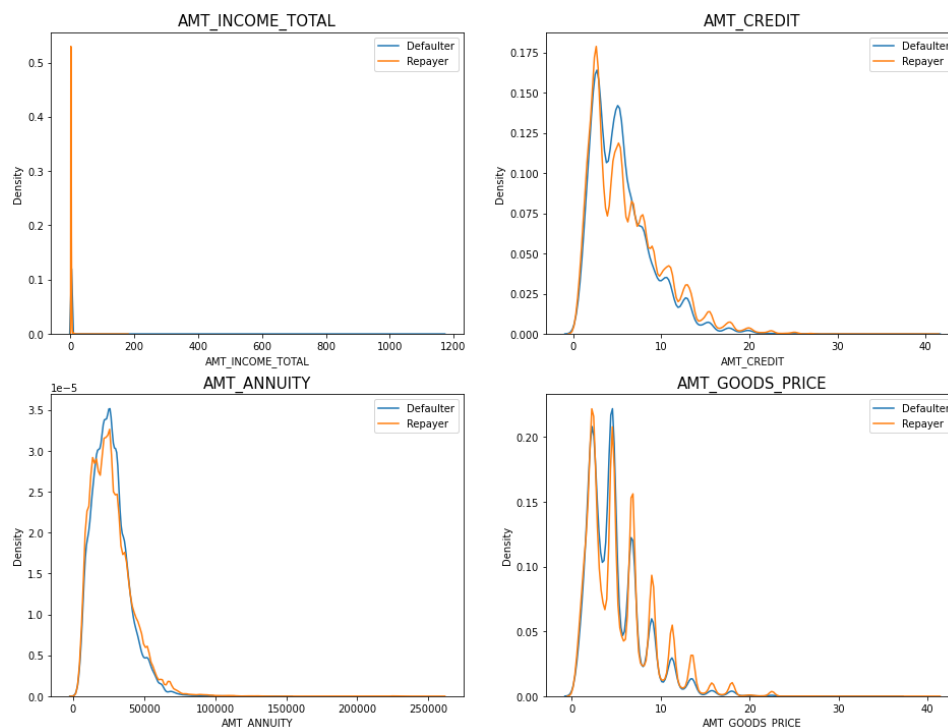 AMT_INCOME_TOTAL
Defaulter
Repayer
0.5
0.4
0.3
0.2
0.1
0.0
Density
0 200 400 600 800 1000 1200
AMT_INCOME_TOTAL
AMT_CREDIT
Defaulter
Repayer
0.175
0.150
0.125
0.100
0.075
0.050
0.025
0.000
Density
0 10 20 30 40
AMT_CREDIT
AMT_ANNUITY
1e−5
Defaulter
Repayer
3.5
3.0
2.5
2.0
1.5
1.0
0.5
0.0
Density
0 50000 100000 150000 200000 250000
AMT_ANNUITY
AMT_GOODS_PRICE
Defaulter
Repayer
0.20
0.15
0.10
0.05
0.00
Density
0 10 20 30 40
AMT_GOODS_PRICE